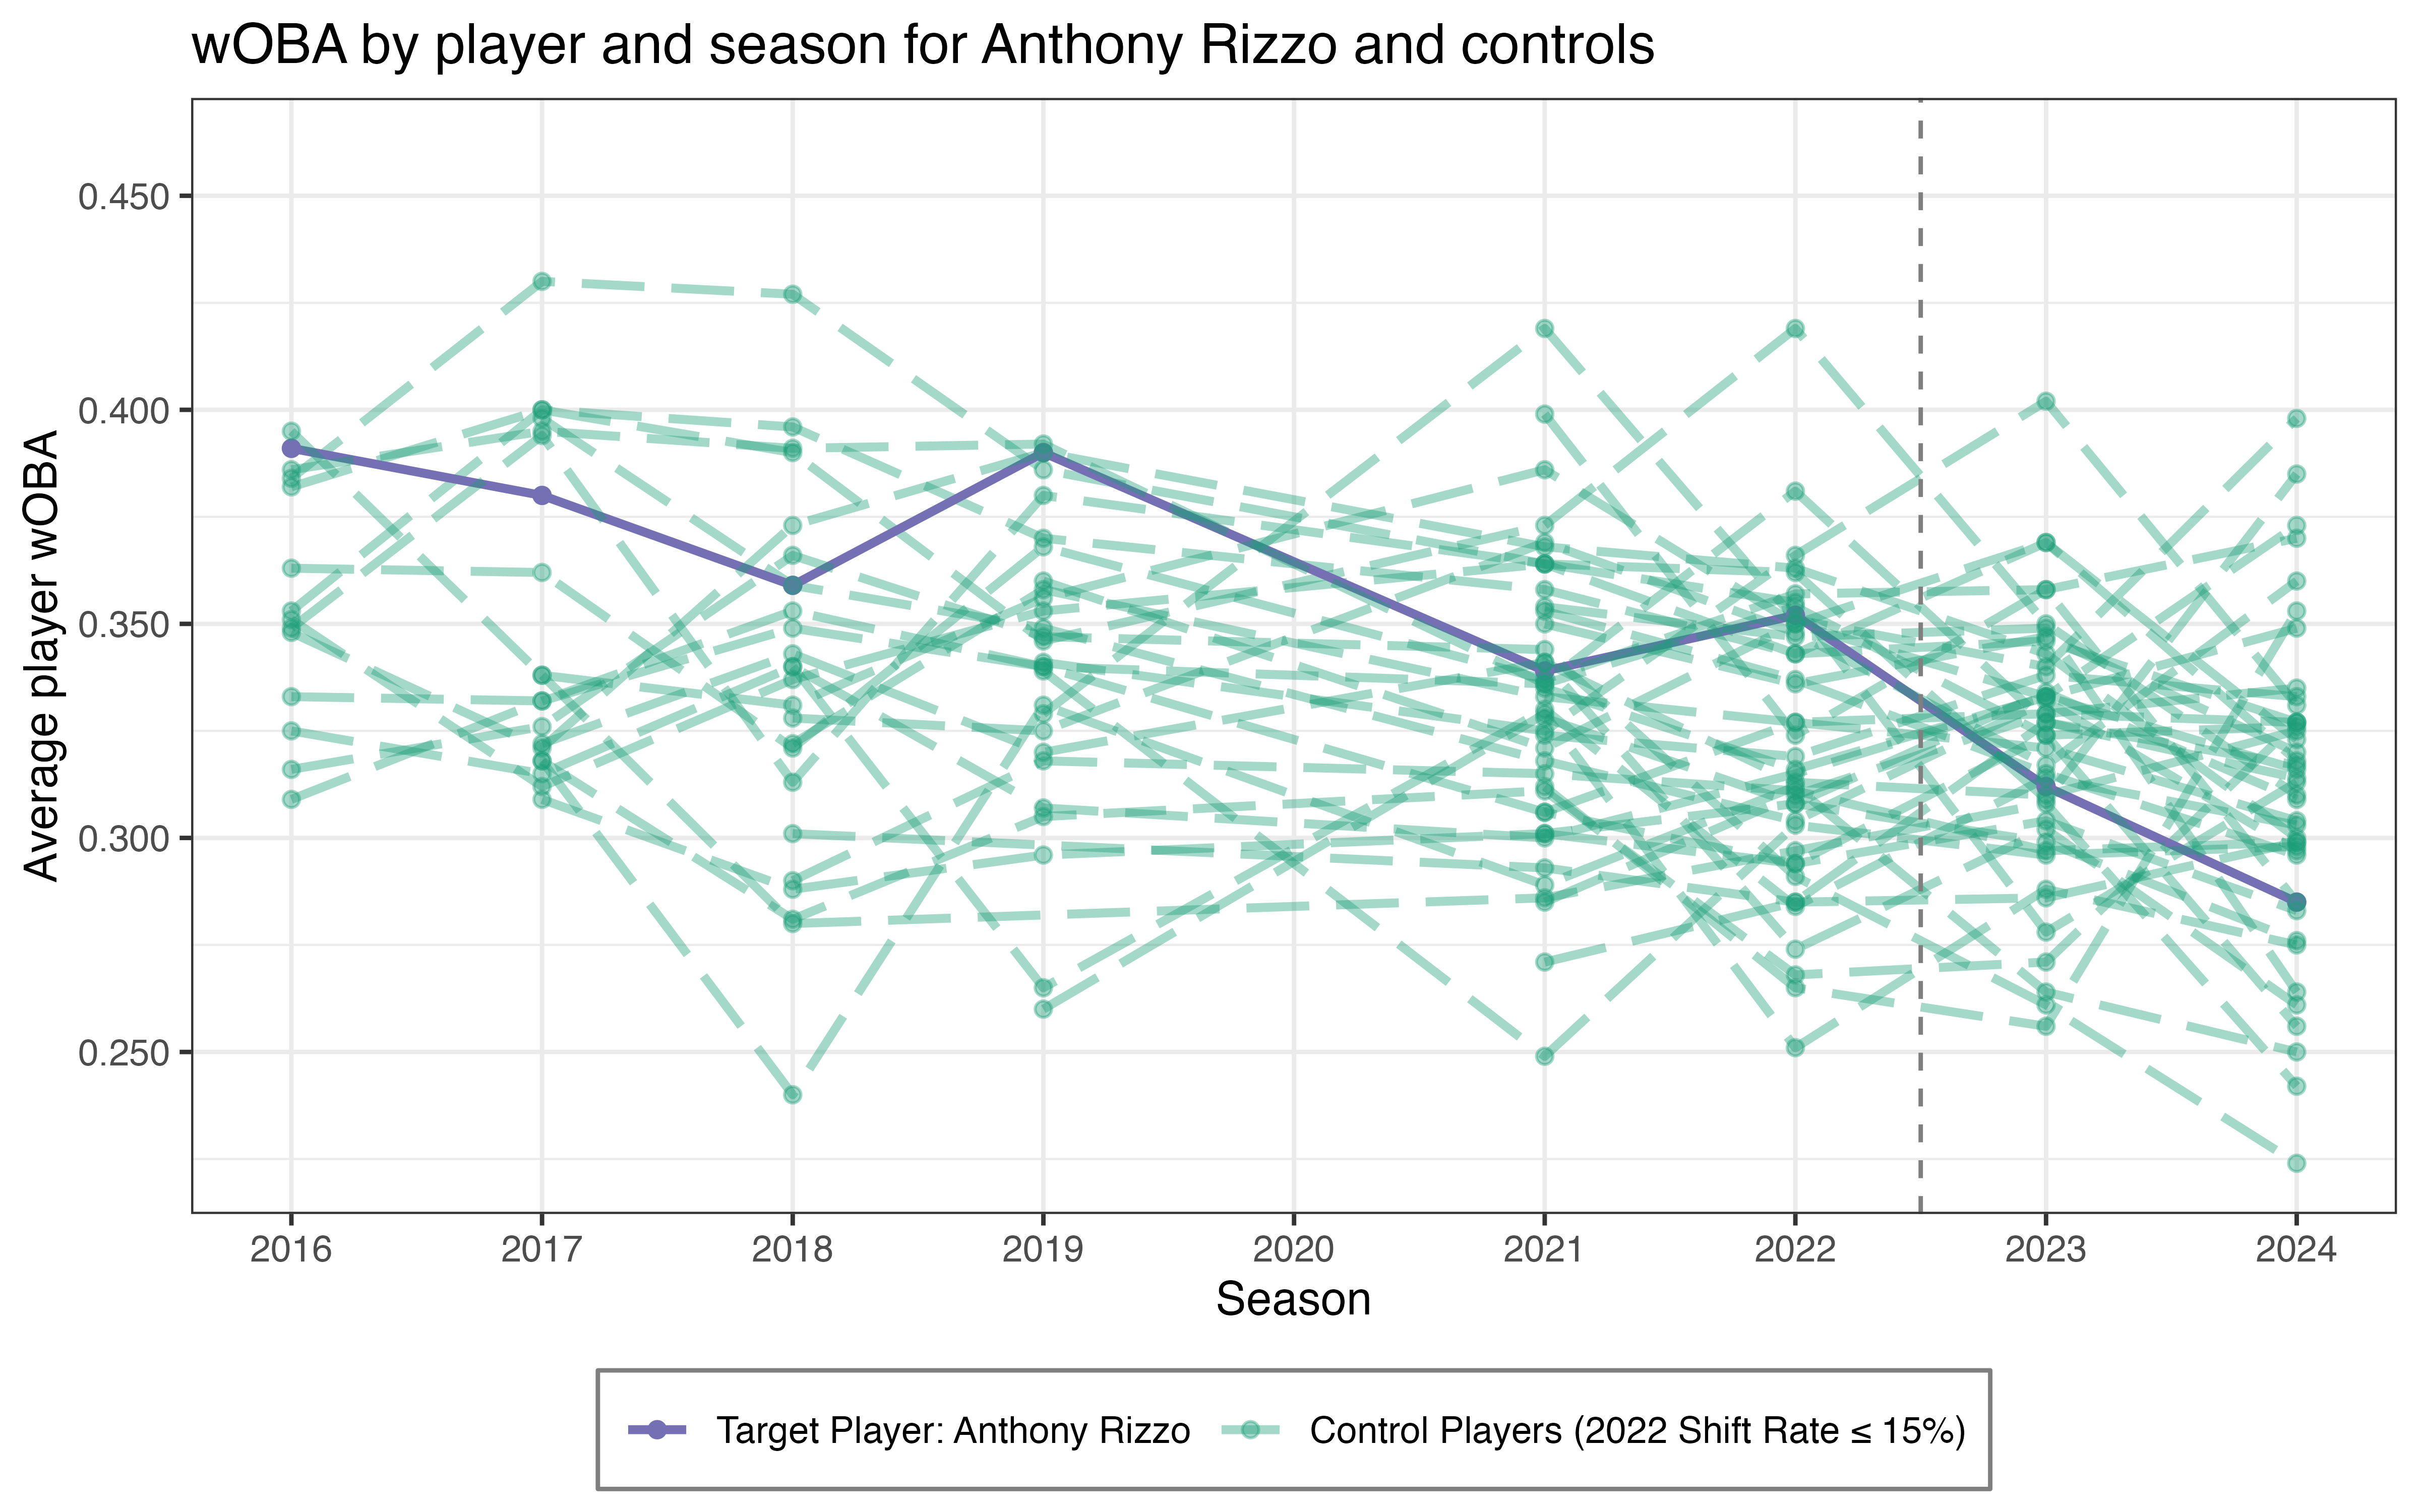 wOBA by player and season for Anthony Rizzo and controls
Average player wOBA
0.450
0.400
0.350
0.300
0.250
2016 2017 2018 2019 2020 2021 2022 2023 2024
Season
Target Player: Anthony Rizzo Control Players (2022 Shift Rate ≤ 15%)